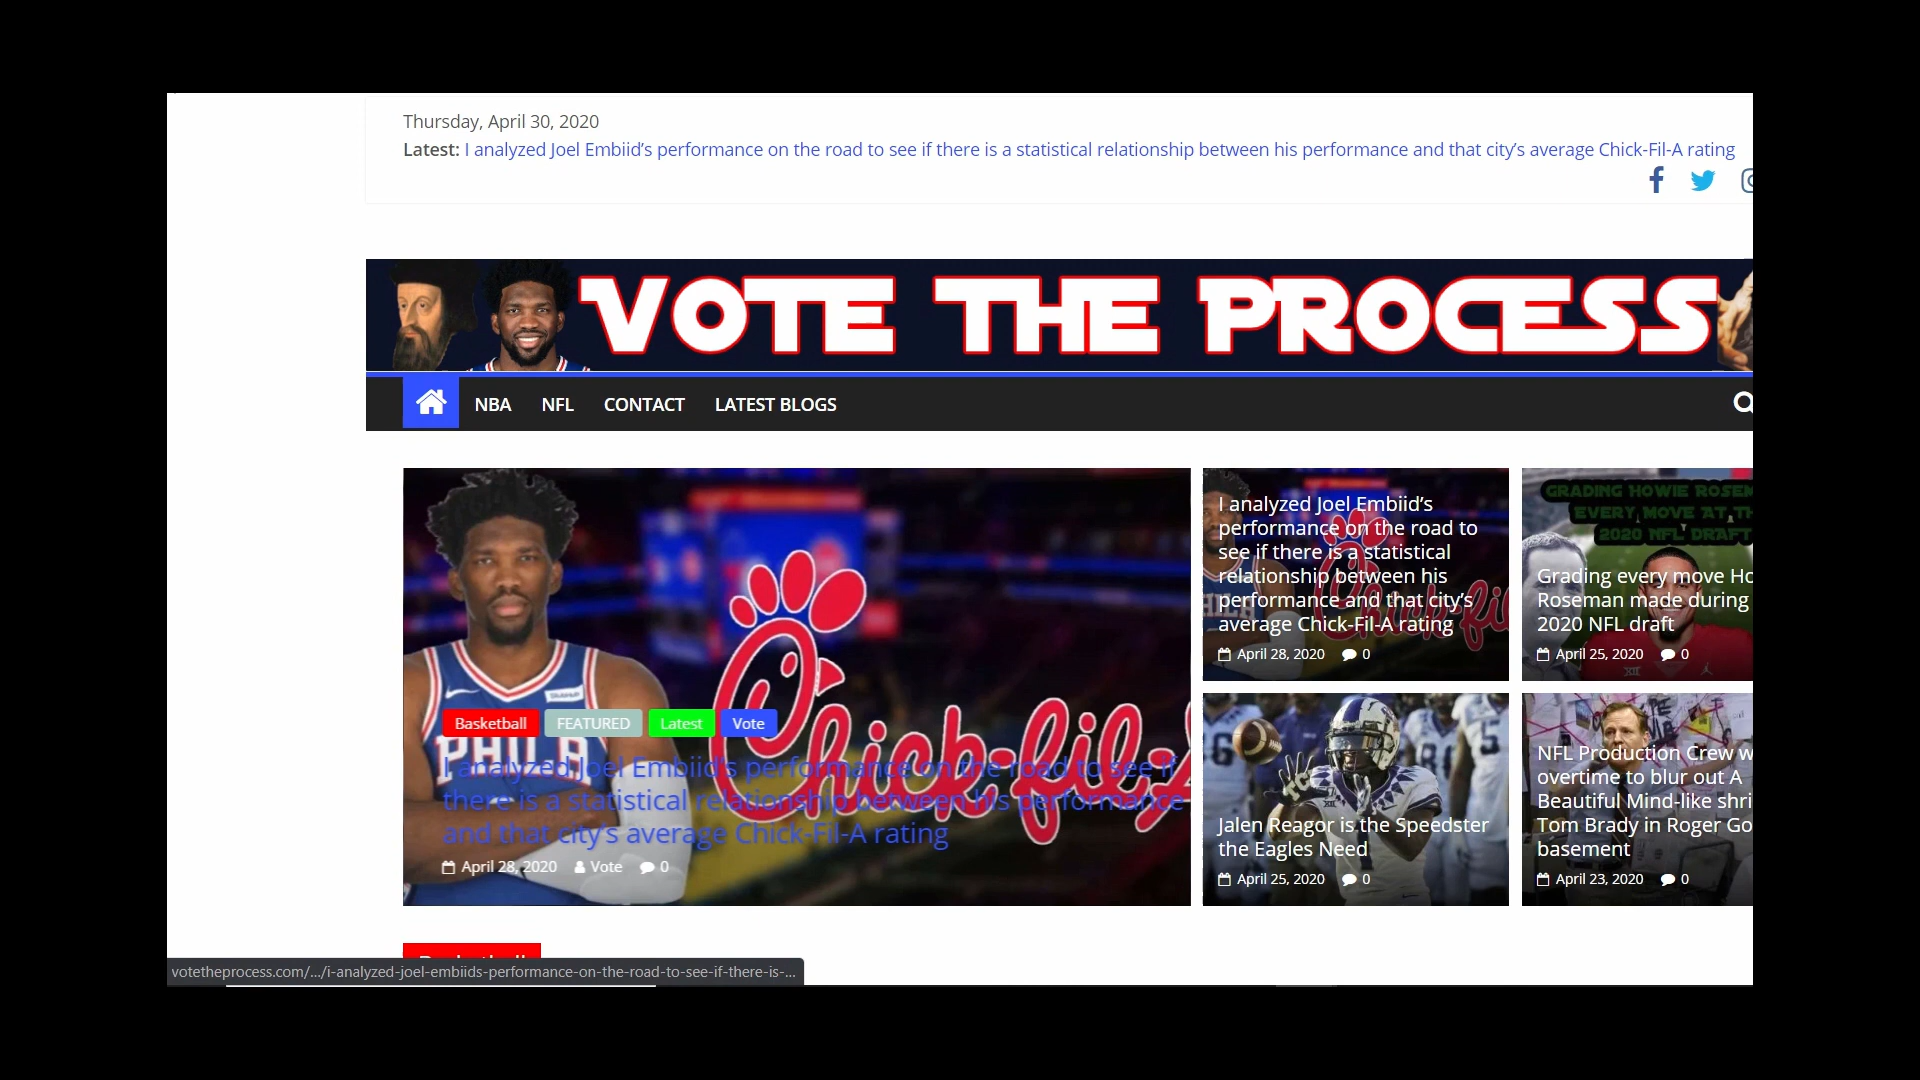 Thursday, April 30, 2020
Latest: I analyzed Joel Embiid’s performance on the road to see if there is a statistical relationship between his performance and that city’s average Chick-Fil-A rating
VOTE THE PROCESS
NBA NFL CONTACT LATEST BLOGS
Chick-fil-A
PHILA
Basketball FEATURED Latest Vote
I analyzed Joel Embiid’s performance on the road to see if
there is a statistical relationship between his performance
and that city’s average Chick-Fil-A rating
April 28, 2020 Vote 0
I analyzed Joel Embiid’s
performance on the road to
see if there is a statistical
relationship between his
performance and that city’s
average Chick-Fil-A rating
April 28, 2020 0
GRADING HOWIE ROSEM
EVERY MOVE AT TH
2020 NFL DRAFT
Grading every move Ho
Roseman made during
2020 NFL draft
April 25, 2020 0
Jalen Reagor is the Speedster
the Eagles Need
April 25, 2020 0
NFL Production Crew w
overtime to blur out A
Beautiful Mind-like shri
Tom Brady in Roger Go
basement
April 23, 2020 0
Basketball
votetheprocess.com/.../i-analyzed-joel-embiids-performance-on-the-road-to-see-if-there-is-...